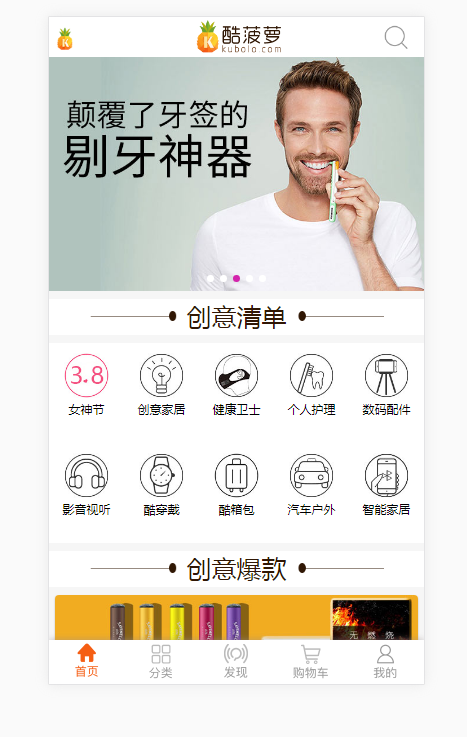 K
K
酷菠萝
kubolo.com
颠覆了牙签的
剔牙神器
创意清单
3.8
女神节
创意家居
健康卫士
个人护理
数码配件
影音视听
酷穿戴
酷箱包
汽车户外
智能家居
创意爆款
无 燃 烧
首页
分类
发现
购物车
我的